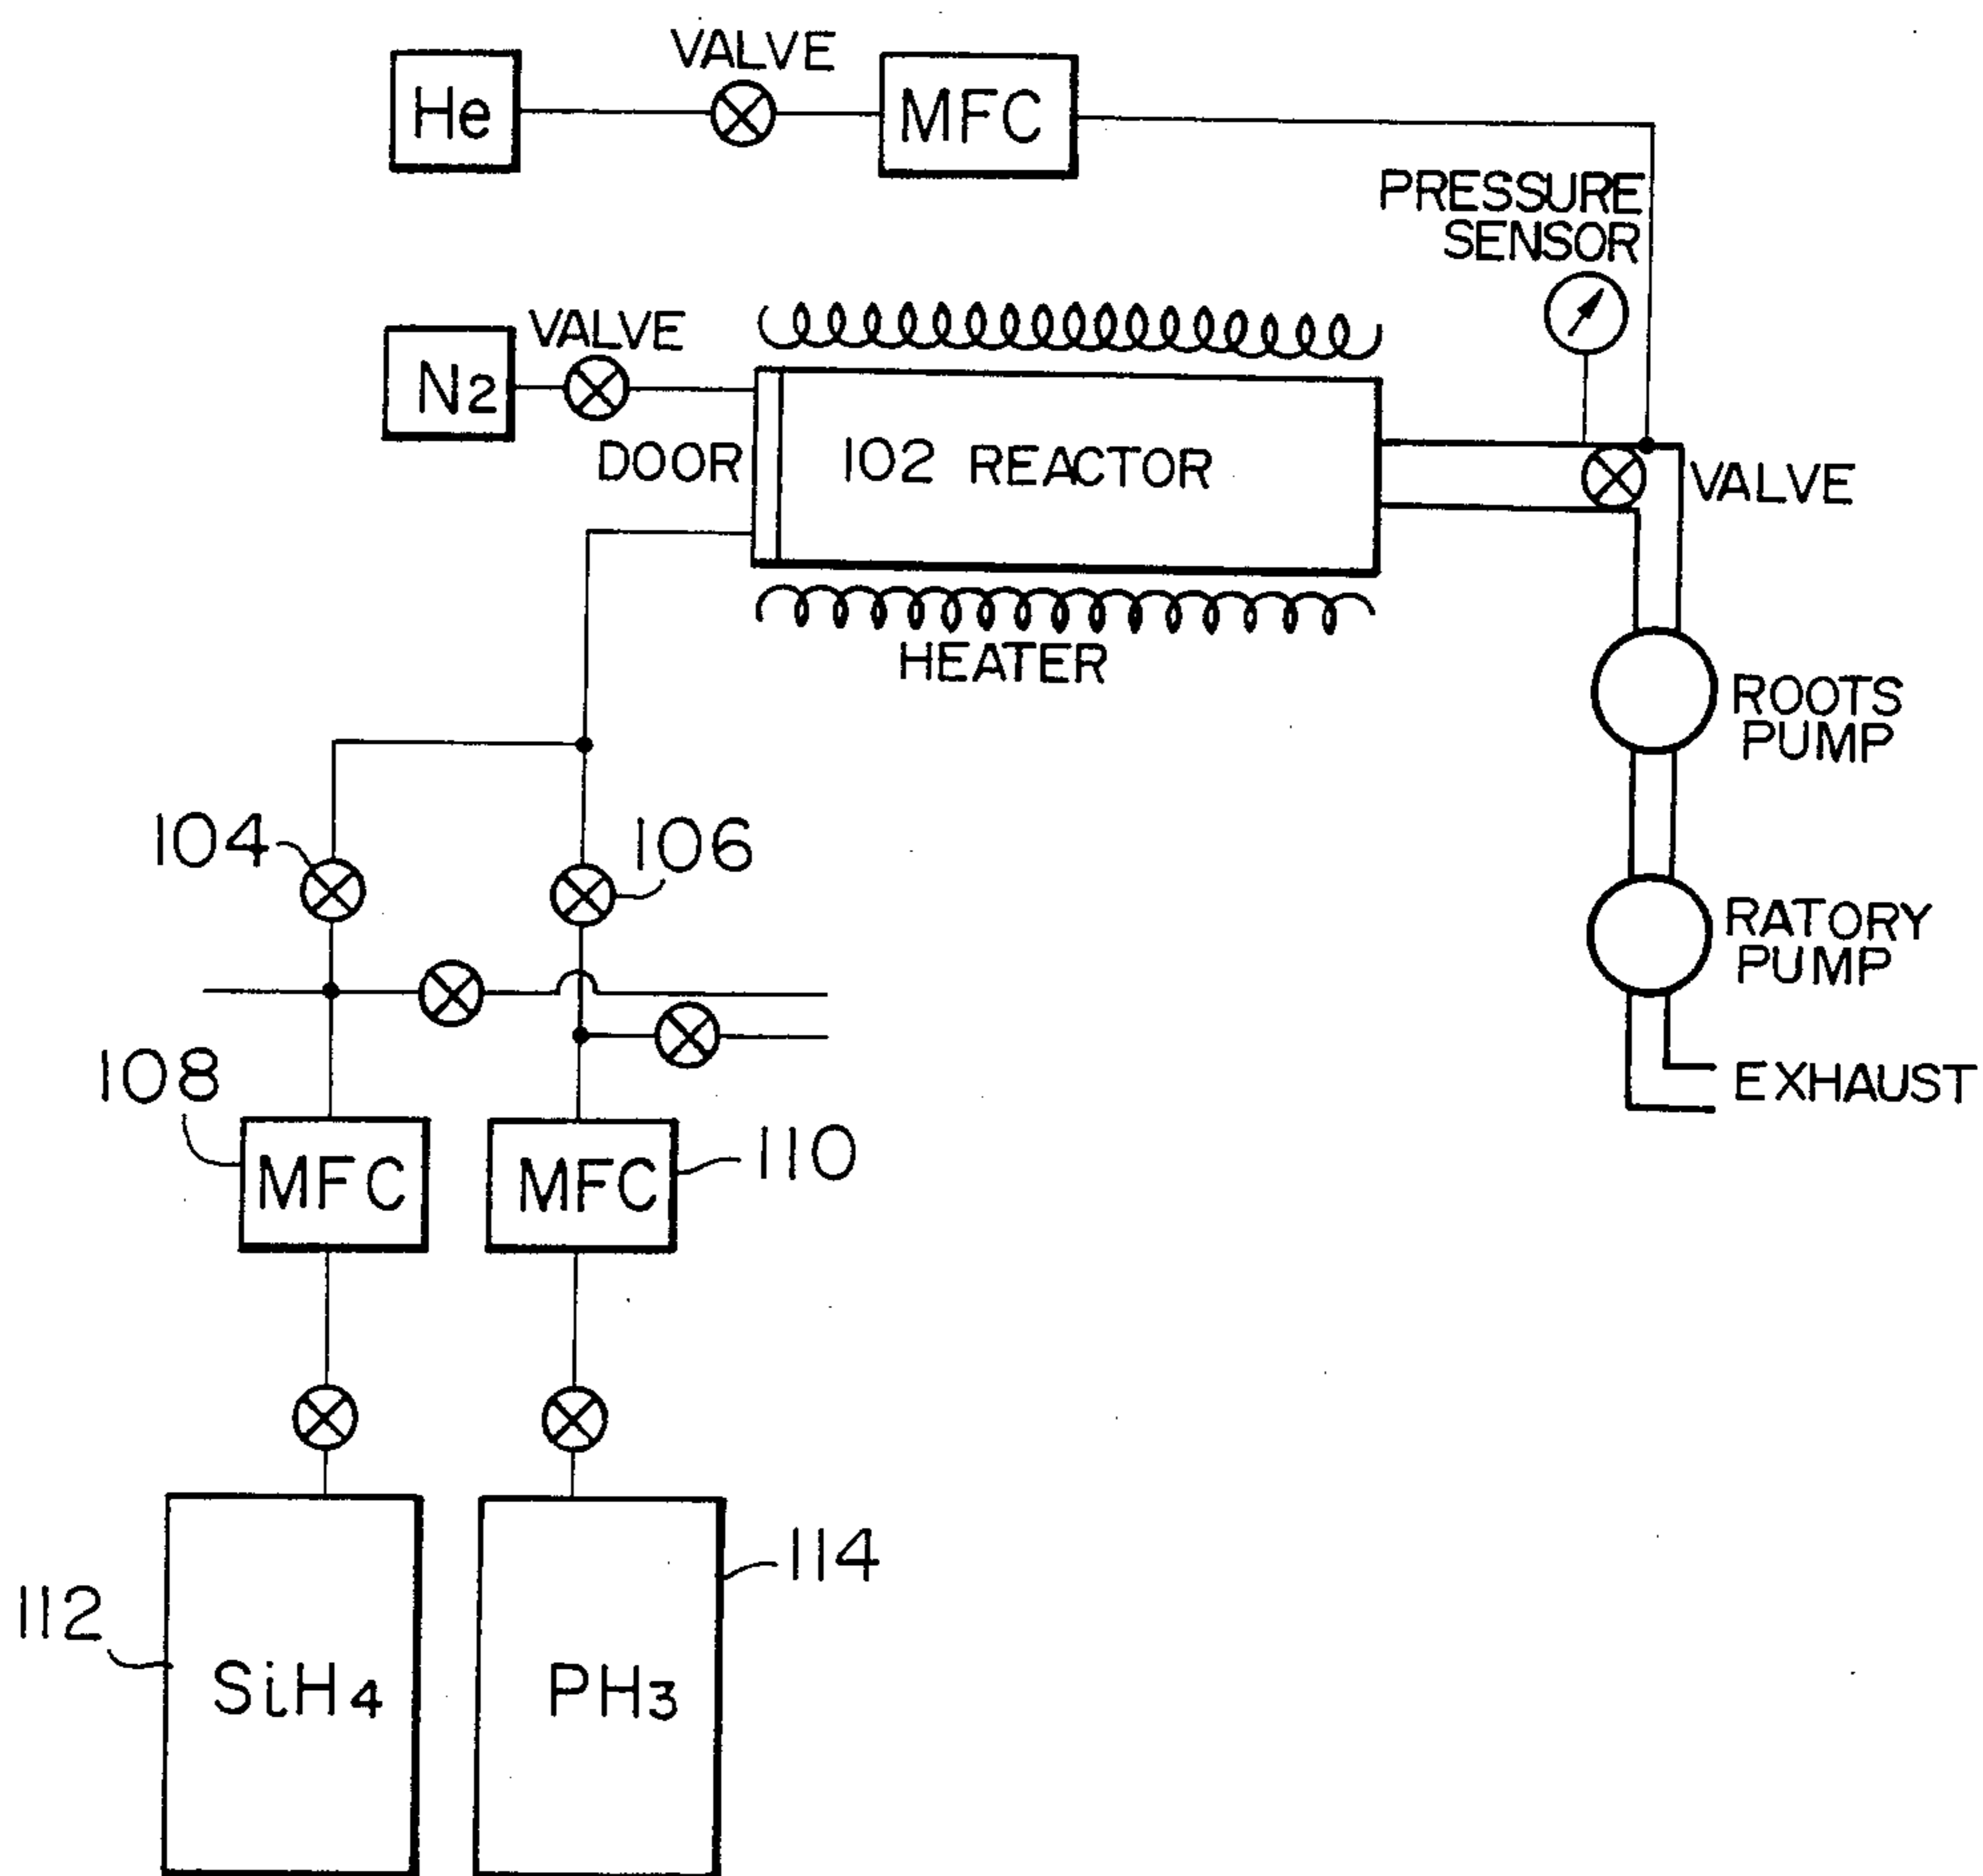 VALVE
He
MFC
PRESSURE
SENSOR
VALVE
N2
DOOR
102 REACTOR
VALVE
HEATER
ROOTS
PUMP
104
106
RATORY
PUMP
108
EXHAUST
110
MFC
MFC
114
112
SiH4
PH3